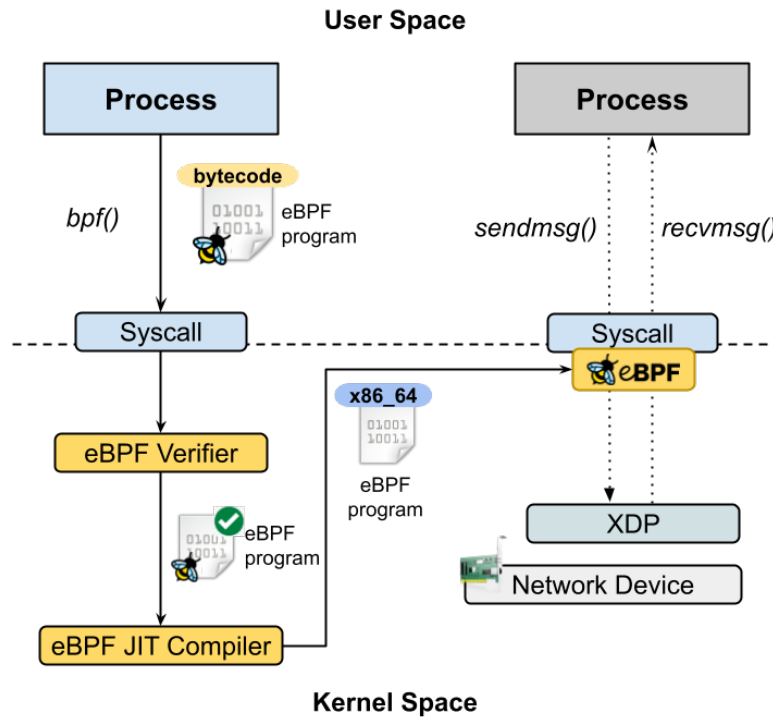 User Space
Process
Process
bytecode
01001
10011
eBPF
program
bpf()
sendmsg()
recvmsg()
Syscall
Syscall
eBPF
x86_64
01001
10011
eBPF
program
eBPF Verifier
01001
10011
eBPF
program
XDP
Network Device
eBPF JIT Compiler
Kernel Space